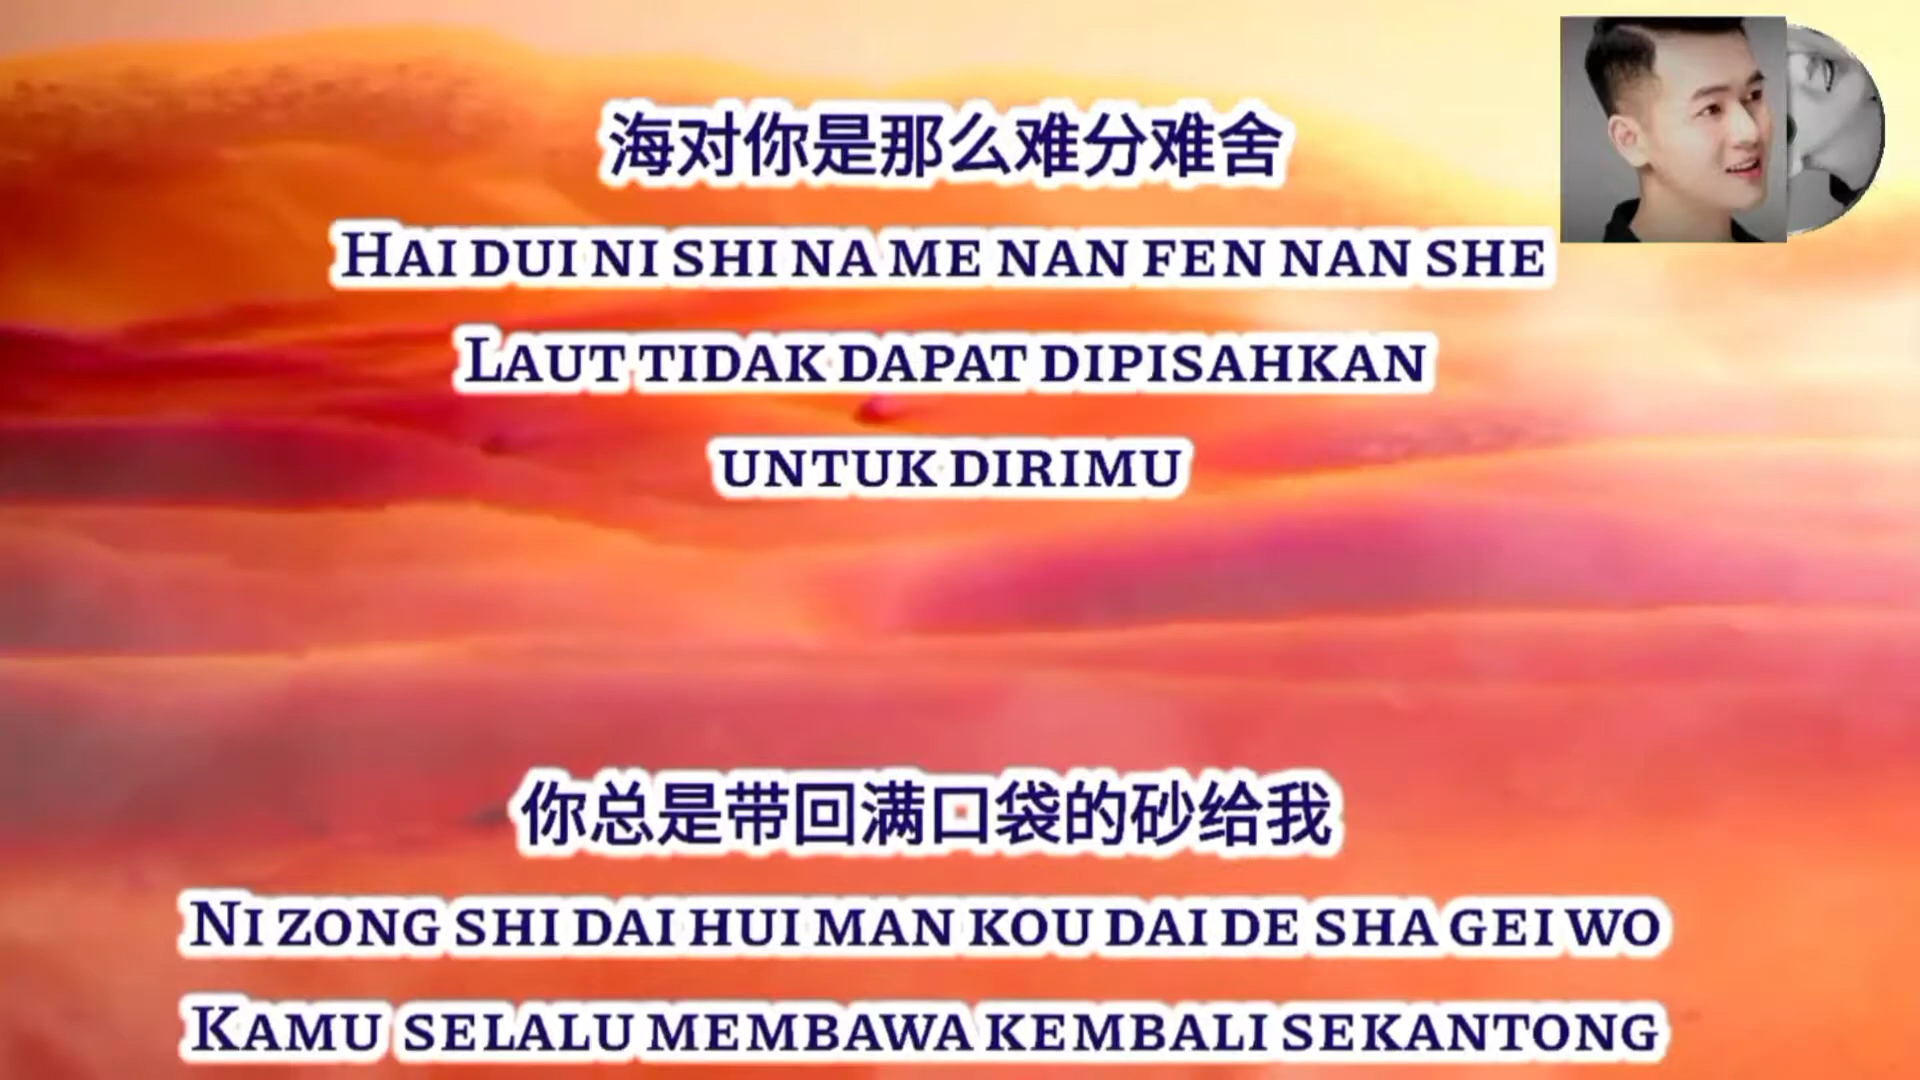 海对你是那么难分难舍
Hai dui ni shi na me nan fen nan she
Laut tidak dapat dipisahkan
untuk dirimu
你总是带回满口袋的砂给我
Ni zong shi dai hui man kou dai de sha gei wo
Kamu selalu membawa kembali sekantong